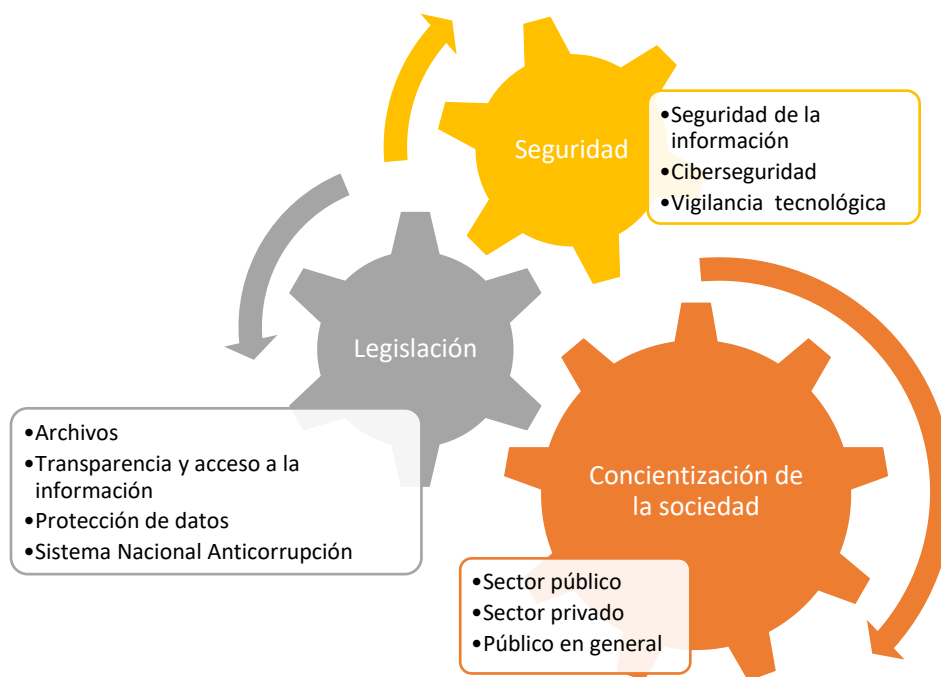 Seguridad
•Seguridad de la
información
•Ciberseguridad
•Vigilancia tecnológica
Legislación
•Archivos
•Transparencia y acceso a la
información
•Protección de datos
•Sistema Nacional Anticorrupción
Concientización de
la sociedad
•Sector público
•Sector privado
•Público en general